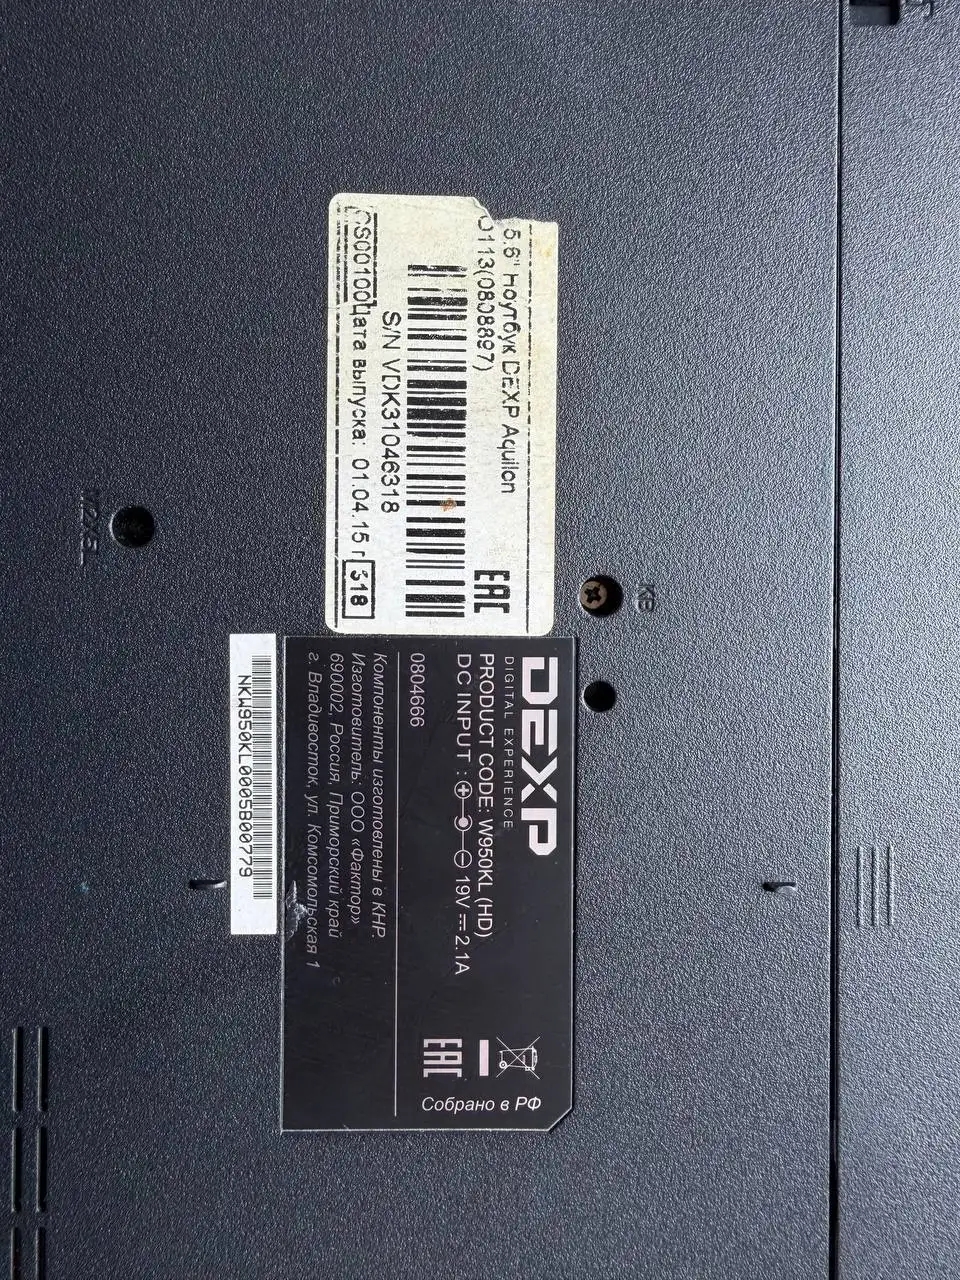 5.6" Ноутбук DEXP Aquilon
O113(0808897)
EAC
S/N VDK31046318
Дата выпуска: 01.04.15 г
318
DEXP
DIGITAL EXPERIENCE
PRODUCT CODE: W950KL (HD)
DC INPUT : 19V 2.1A
0804666
EAC
Собрано в РФ
Компоненты изготовлены в КНР.
Изготовитель: ООО «Фактор»
690002, Россия, Приморский край
г. Владивосток, ул. Комсомольская 1
NKW950KL0005B00779
KB